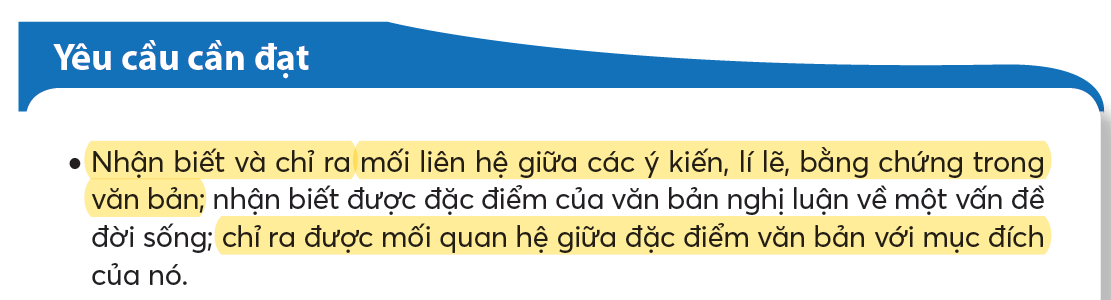 Yêu cầu cần đạt
• Nhận biết và chỉ ra mối liên hệ giữa các ý kiến, lí lẽ, bằng chứng trong
văn bản; nhận biết được đặc điểm của văn bản nghị luận về một vấn đề
đời sống; chỉ ra được mối quan hệ giữa đặc điểm văn bản với mục đích
của nó.